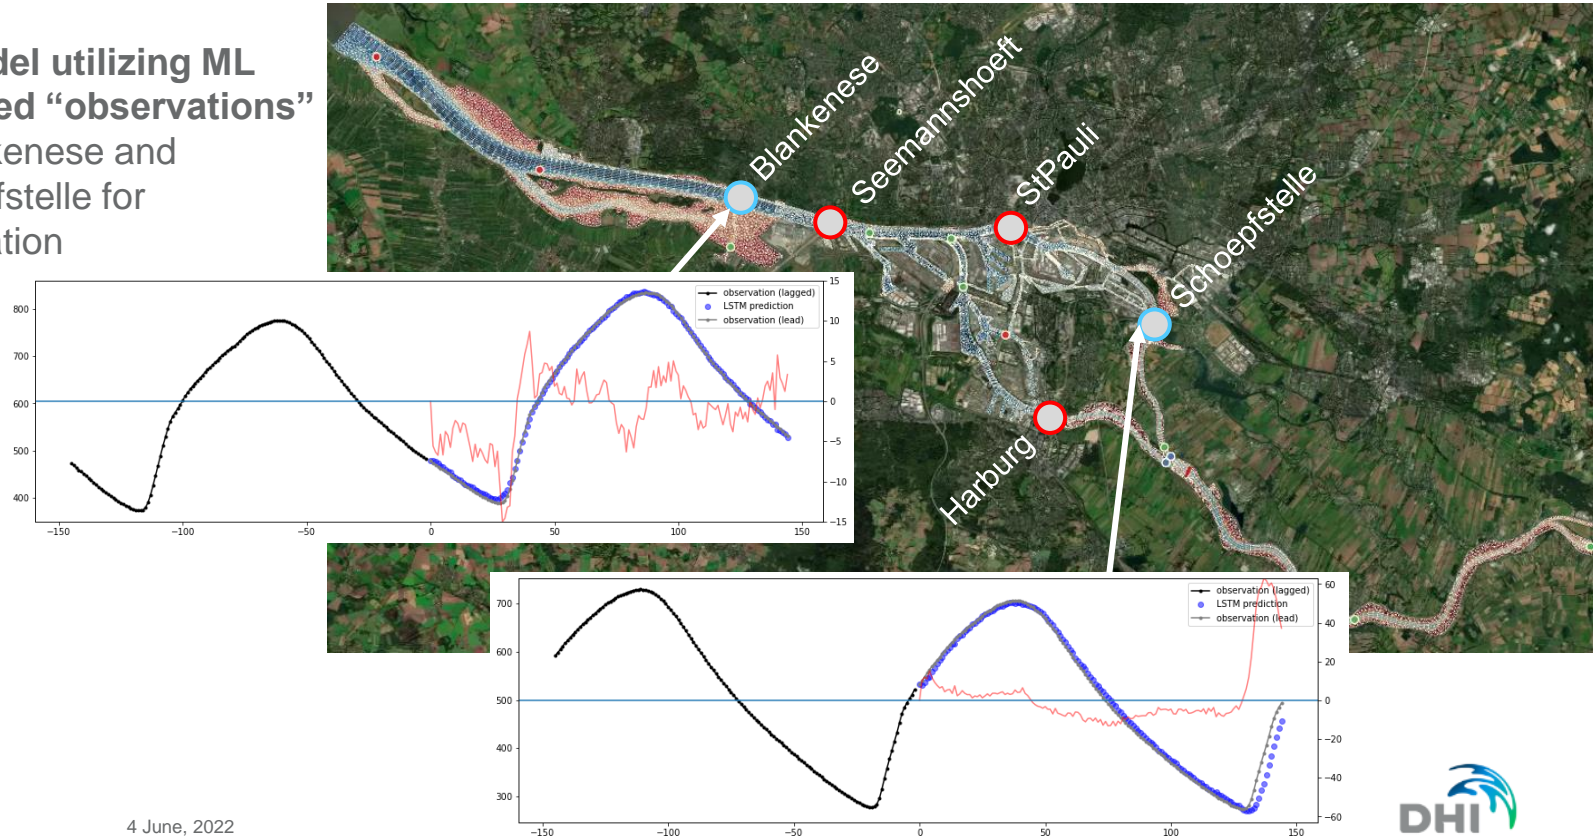 del utilizing ML
ed “observations”
kenese and
fstelle for
ation
Blankenese
Seemannshoeft
StPauli
Schoepfstelle
Harburg
observation (lagged)
LSTM prediction
observation (lead)
800
700
600
500
400
15
10
5
0
−5
−10
−15
−150
−100
−50
0
50
100
150
observation (lagged)
LSTM prediction
observation (lead)
700
600
500
400
300
60
40
20
0
−20
−40
−60
−150
−100
−50
0
50
100
150
4 June, 2022
DHI